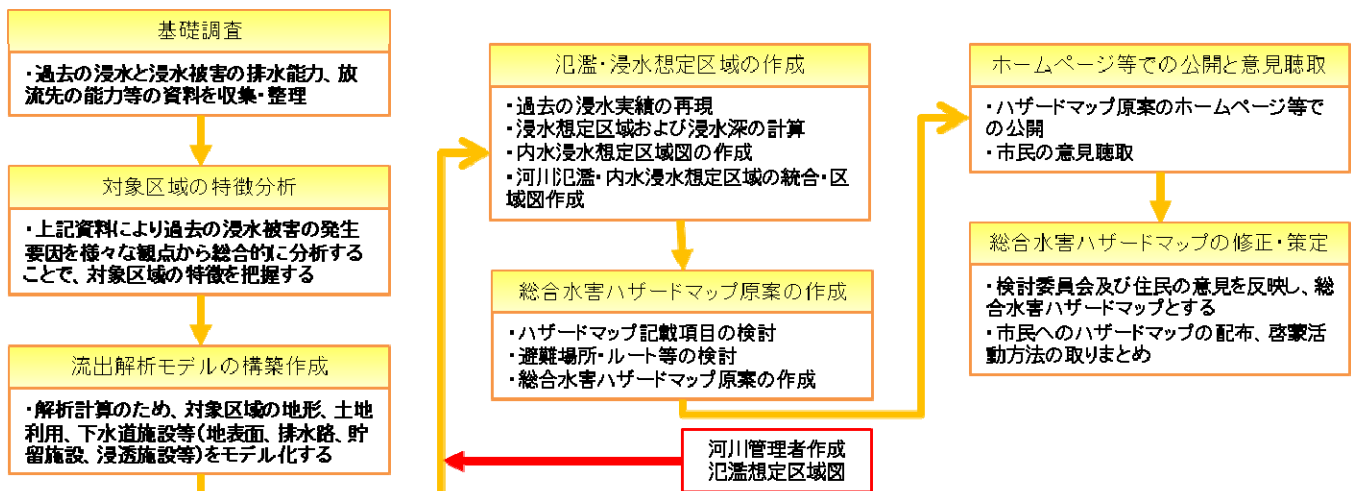 基礎調査
・過去の浸水と浸水被害の排水能力、放
流先の能力等の資料を収集・整理
対象区域の特徴分析
・上記資料により過去の浸水被害の発生
要因を様々な観点から総合的に分析する
ことで、対象区域の特徴を把握する
流出解析モデルの構築作成
・解析計算のため、対象区域の地形、土地
利用、下水道施設等(地表面、排水路、貯
留施設、浸透施設等)をモデル化する
氾濫・浸水想定区域の作成
・過去の浸水実績の再現
・浸水想定区域および浸水深の計算
・内水浸水想定区域図の作成
・河川氾濫・内水浸水想定区域の統合・区
域図作成
総合水害ハザードマップ原案の作成
・ハザードマップ記載項目の検討
・避難場所・ルート等の検討
・総合水害ハザードマップ原案の作成
河川管理者作成
氾濫想定区域図
ホームページ等での公開と意見聴取
・ハザードマップ原案のホームページ等で
の公開
・市民の意見聴取
総合水害ハザードマップの修正・策定
・検討委員会及び住民の意見を反映し、総
合水害ハザードマップとする
・市民へのハザードマップの配布、啓蒙活
動方法の取りまとめ